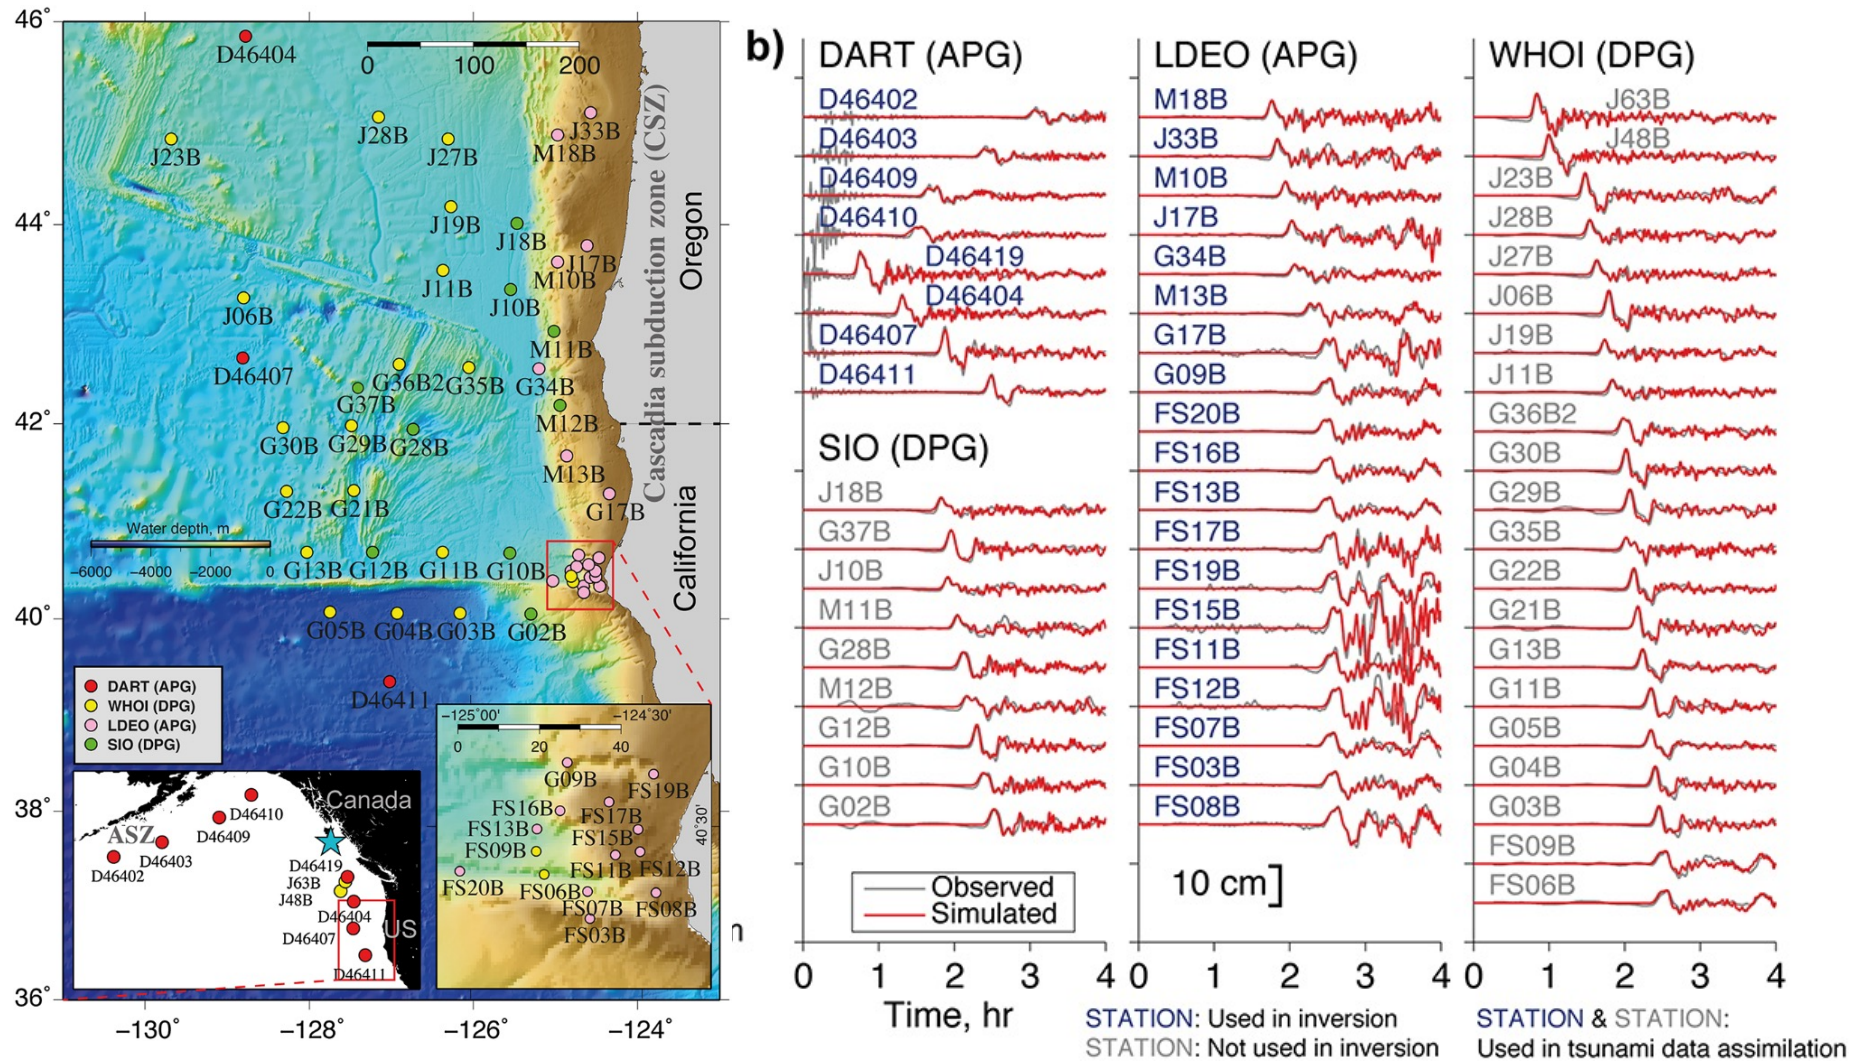 46°
44°
42°
40°
38°
36°
−130°
−128°
−126°
−124°
0 100 200
D46404
J23B
J28B
J27B
J33B
M18B
J19B
J18B
J17B
M10B
J11B
J10B
J06B
M11B
D46407
G36B2
G35B
G34B
G37B
M12B
G30B
G29B
G28B
M13B
G22B
G21B
G17B
G13B
G12B
G11B
G10B
G05B
G04B
G03B
G02B
D46411
Cascadia subduction zone (CSZ)
Oregon
California
Water depth, m
−6000 −4000 −2000 0
DART (APG)
WHOI (DPG)
LDEO (APG)
SIO (DPG)
Canada
ASZ
US
D46410
D46409
D46403
D46402
D46419
J63B
J48B
D46404
D46407
D46411
−125°00'
−124°30'
0 20 40
40°30'
G09B
FS19B
FS16B
FS17B
FS13B
FS15B
FS09B
FS11B
FS12B
FS20B
FS06B
FS07B
FS08B
FS03B
n
b)
DART (APG)
D46402
D46403
D46409
D46410
D46419
D46404
D46407
D46411
SIO (DPG)
J18B
G37B
J10B
M11B
G28B
M12B
G12B
G10B
G02B
Observed
Simulated
0 1 2 3 4
Time, hr
LDEO (APG)
M18B
J33B
M10B
J17B
G34B
M13B
G17B
G09B
FS20B
FS16B
FS13B
FS17B
FS19B
FS15B
FS11B
FS12B
FS07B
FS03B
FS08B
10 cm
0 1 2 3 4
WHOI (DPG)
J63B
J48B
J23B
J28B
J27B
J06B
J19B
J11B
G36B2
G30B
G29B
G35B
G22B
G21B
G13B
G11B
G05B
G04B
G03B
FS09B
FS06B
0 1 2 3 4
STATION: Used in inversion
STATION: Not used in inversion
STATION & STATION:
Used in tsunami data assimilation